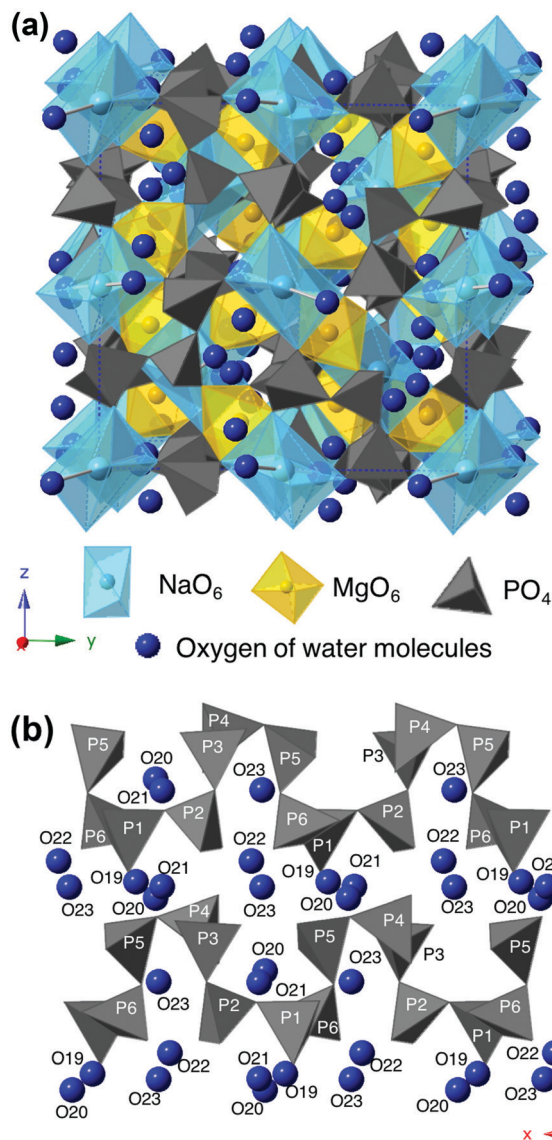 (a)
z
x
y
NaO6
MgO6
PO4
Oxygen of water molecules
(b)
P5
O20
O21
P4
P3
P5
O23
P4
P3
P5
O23
P6
P1
P2
P6
P1
P2
P6
P1
O22
O23
O19
O21
O20
O22
O23
O19
O21
O20
O22
O23
O19
O20
P5
P4
P3
O20
O21
P5
O23
P4
P3
P5
P6
O23
P2
P1
P6
P2
P6
P1
O19
O20
O22
O23
O21
O20
O19
O22
O23
O19
O20
O22
O23
x